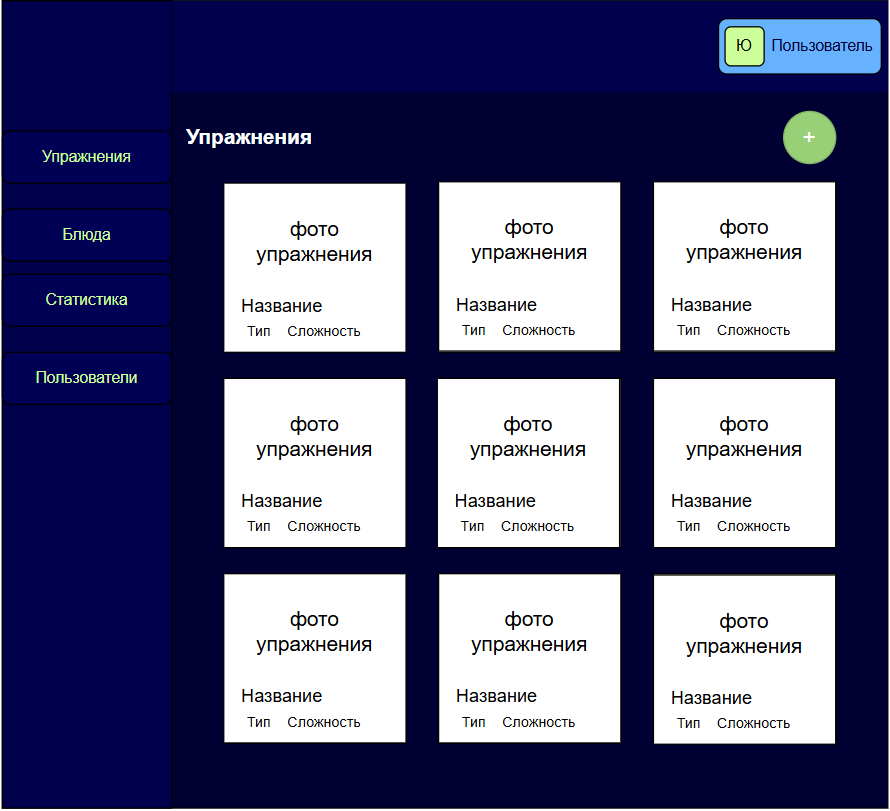 Ю Пользователь
Упражнения +
Упражнения
Блюда
Статистика
Пользователи
фото
упражнения
Название
Тип Сложность
фото
упражнения
Название
Тип Сложность
фото
упражнения
Название
Тип Сложность
фото
упражнения
Название
Тип Сложность
фото
упражнения
Название
Тип Сложность
фото
упражнения
Название
Тип Сложность
фото
упражнения
Название
Тип Сложность
фото
упражнения
Название
Тип Сложность
фото
упражнения
Название
Тип Сложность